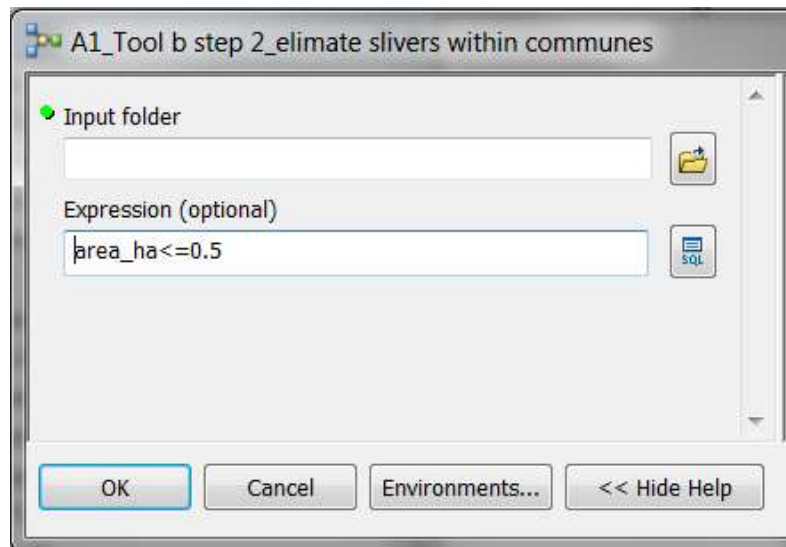 A1_Tool b step 2_elimate slivers within communes
Input folder
Expression (optional)
area_ha<=0.5
SQL
OK
Cancel
Environments...
<< Hide Help